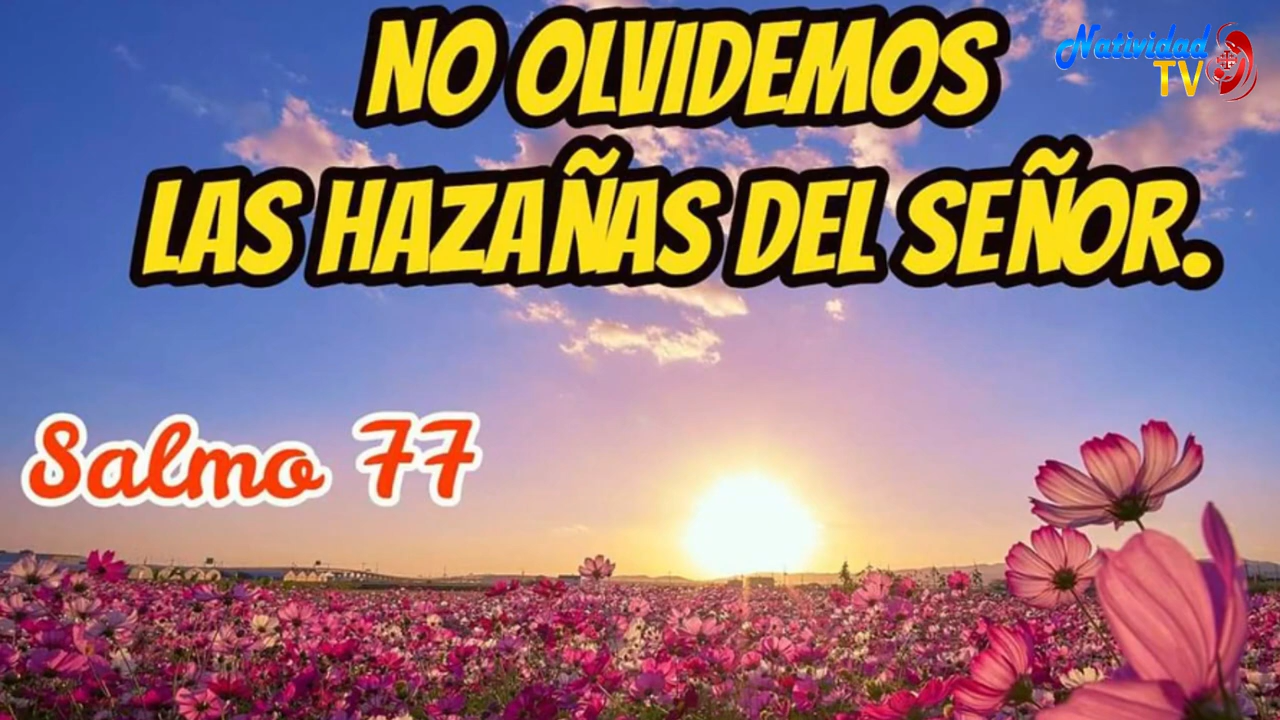 NO OLVIDEMOS
LAS HAZAÑAS DEL SEÑOR.
Natividad
TV
Salmo 77